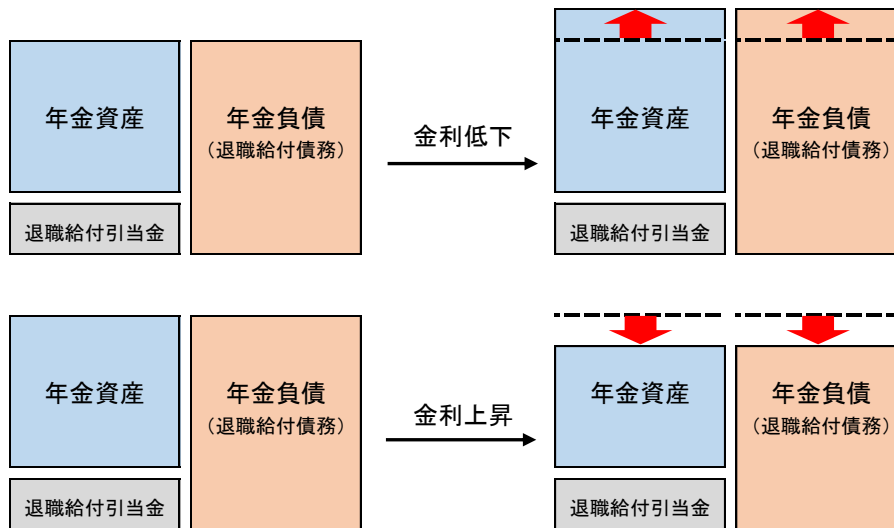 年金資産
年金負債
（退職給付債務）
退職給付引当金
金利低下
年金資産
年金負債
（退職給付債務）
退職給付引当金
年金資産
年金負債
（退職給付債務）
退職給付引当金
金利上昇
年金資産
年金負債
（退職給付債務）
退職給付引当金